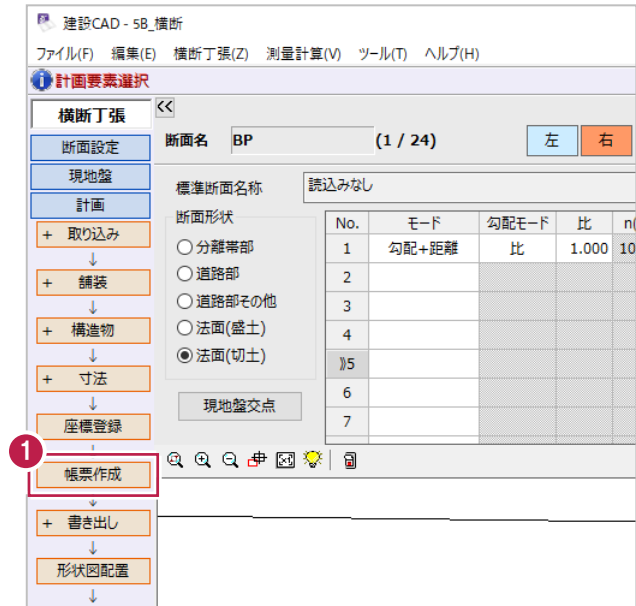 建設CAD - 5B_横断
ファイル(F) 編集(E) 横断丁張(Z) 測量計算(V) ツール(T) ヘルプ(H)
計画要素選択
横断丁張
<<
断面設定
断面名 BP (1 / 24) 左 右
現地盤
標準断面名称 読込みなし
計画
断面形状
No. モード 勾配モード 比 n(
+ 取り込み
分離帯部
1 勾配+距離 比 1.000 10
↓
道路部
2
+ 舗装
道路部その他
3
↓
法面(盛土)
4
+ 構造物
法面(切土)
》5
↓
6
+ 寸法
現地盤交点
7
↓
座標登録
↓
1
帳票作成
↓
+ 書き出し
↓
形状図配置
↓